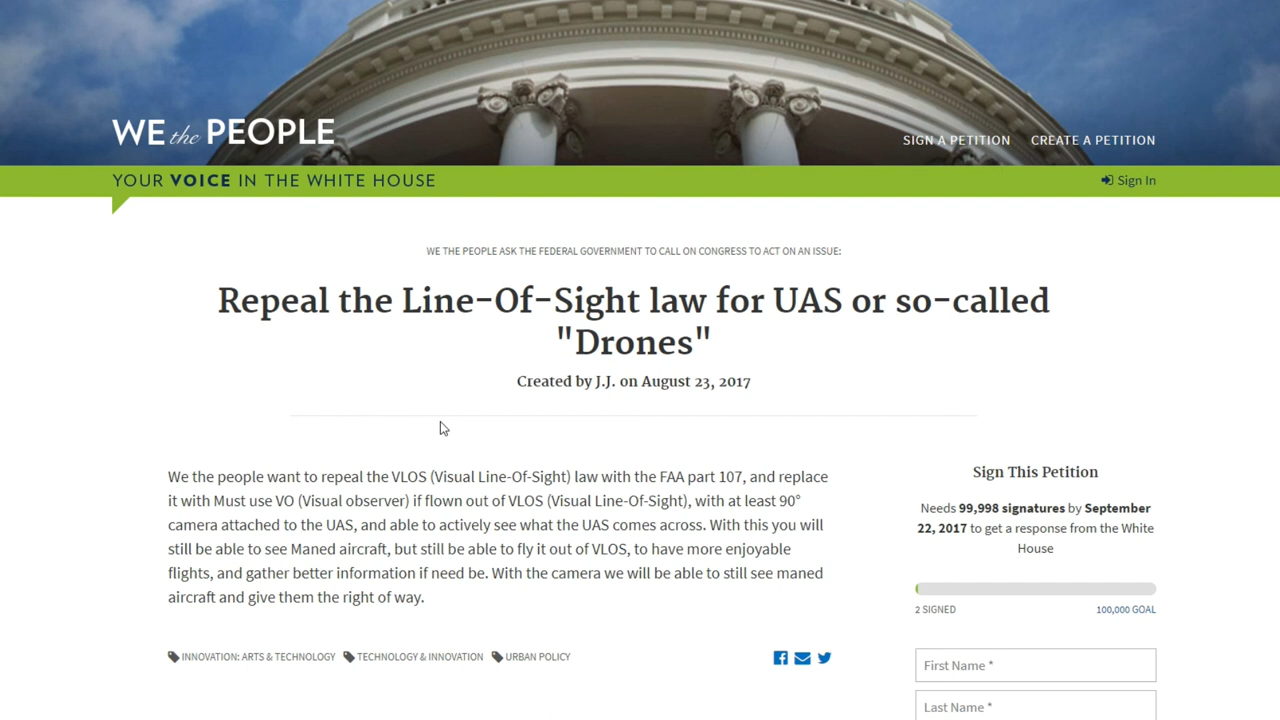 WE the PEOPLE
SIGN A PETITION CREATE A PETITION
YOUR VOICE IN THE WHITE HOUSE
Sign In
WE THE PEOPLE ASK THE FEDERAL GOVERNMENT TO CALL ON CONGRESS TO ACT ON AN ISSUE:
Repeal the Line-Of-Sight law for UAS or so-called
"Drones"
Created by J.J. on August 23, 2017
We the people want to repeal the VLOS (Visual Line-Of-Sight) law with the FAA part 107, and replace
it with Must use VO (Visual observer) if flown out of VLOS (Visual Line-Of-Sight), with at least 90°
camera attached to the UAS, and able to actively see what the UAS comes across. With this you will
still be able to see Maned aircraft, but still be able to fly it out of VLOS, to have more enjoyable
flights, and gather better information if need be. With the camera we will be able to still see maned
aircraft and give them the right of way.
INNOVATION: ARTS & TECHNOLOGY TECHNOLOGY & INNOVATION URBAN POLICY
Sign This Petition
Needs 99,998 signatures by September
22, 2017 to get a response from the White
House
2 SIGNED 100,000 GOAL
First Name *
Last Name *